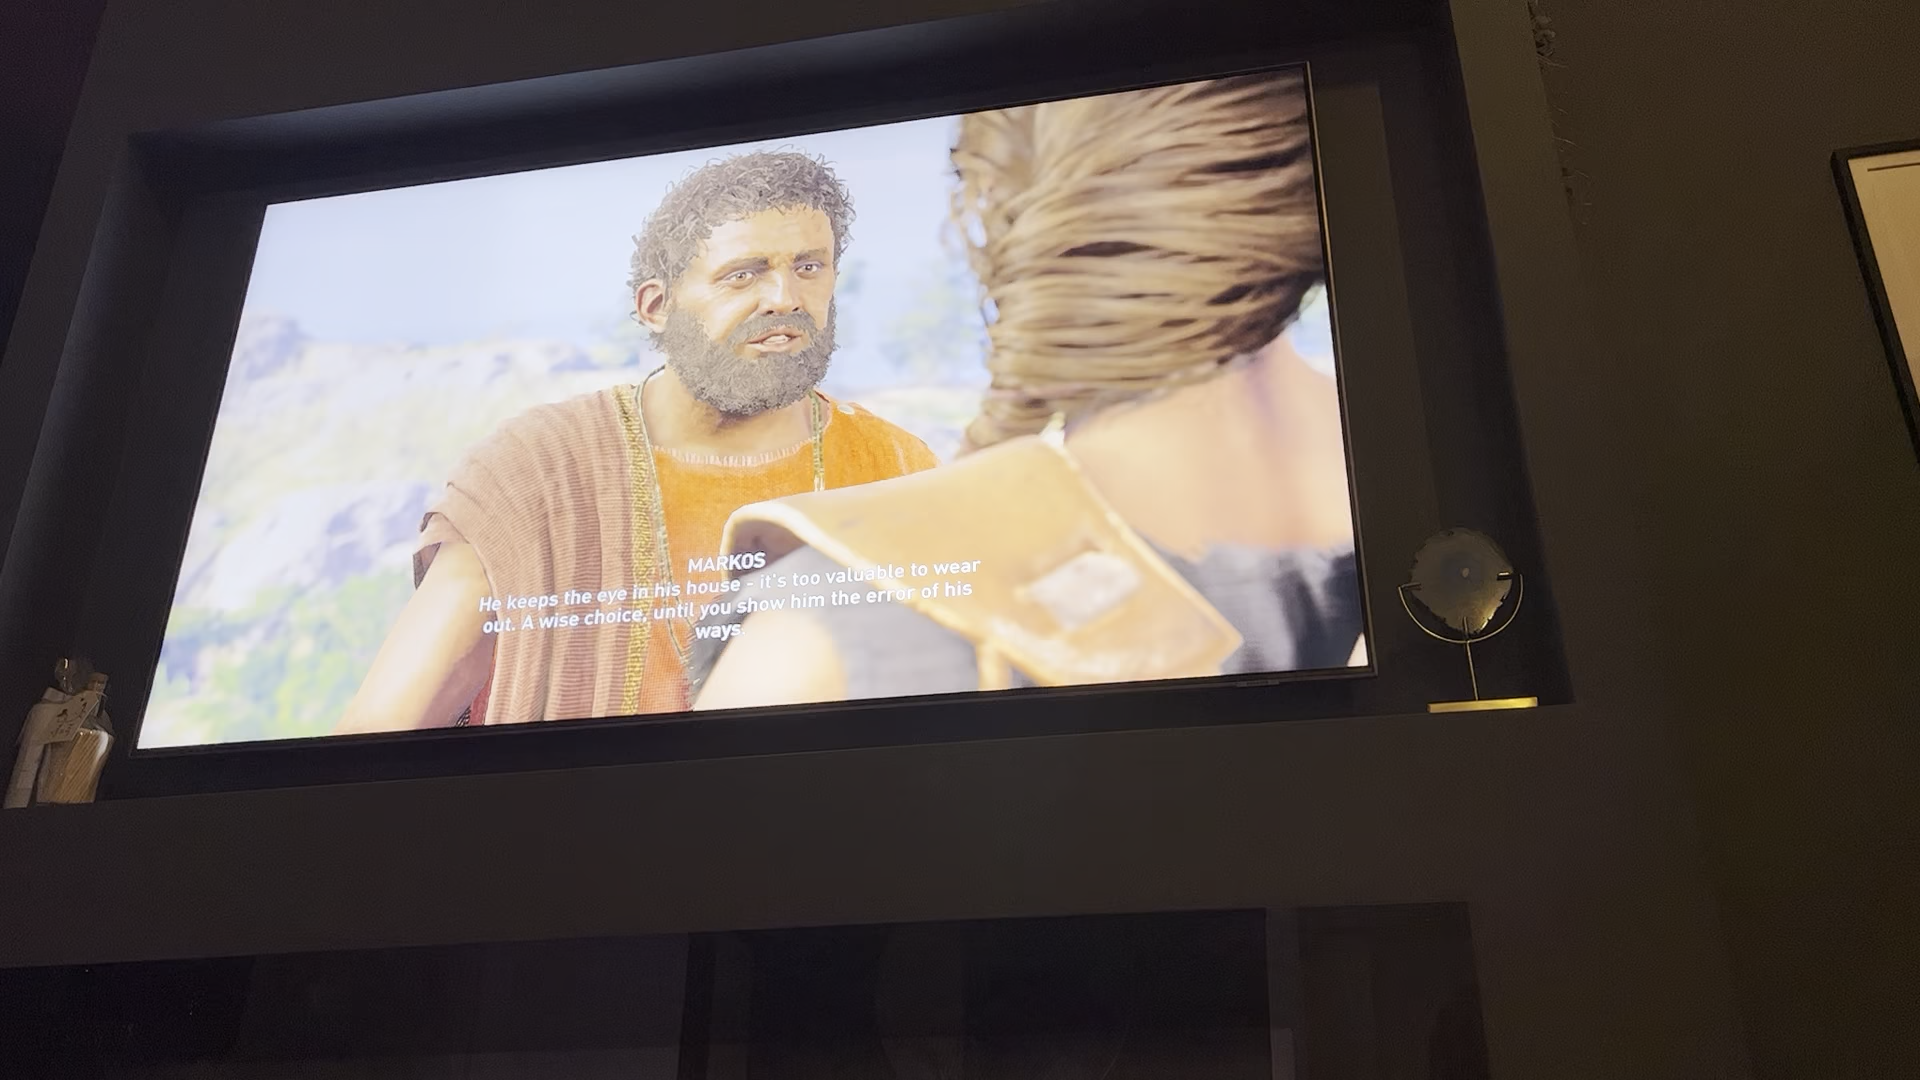 MARKOS
He keeps the eye in his house - it's too valuable to wear
out. A wise choice, until you show him the error of his
ways.